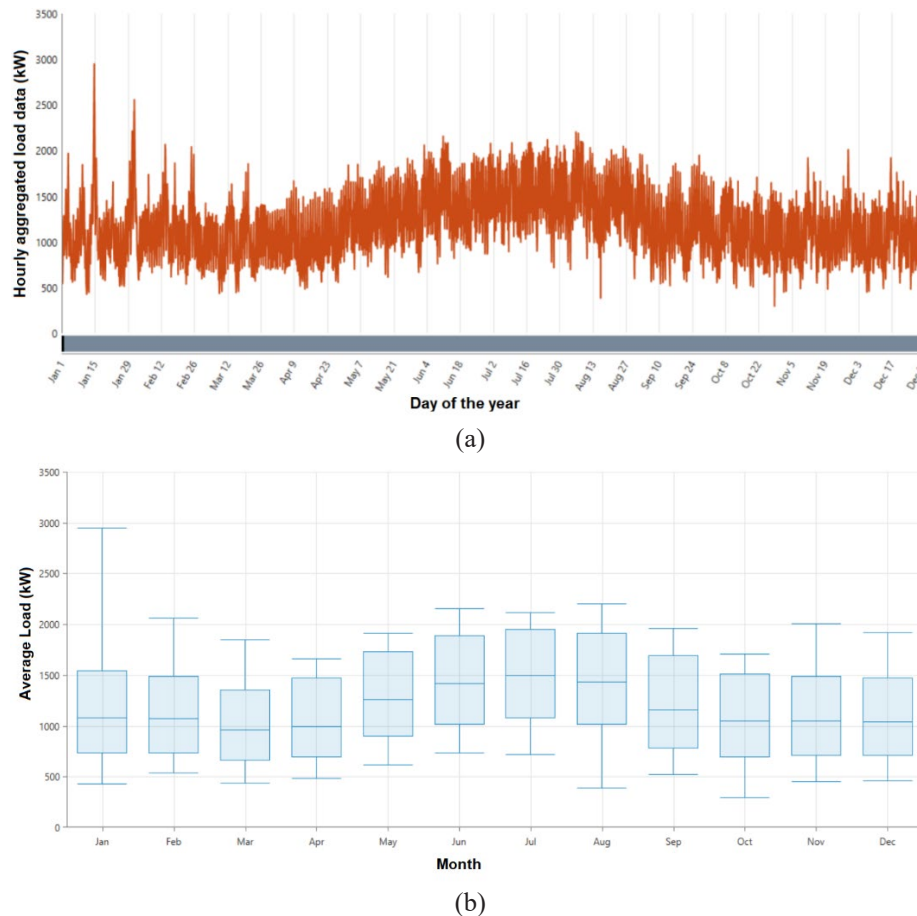 Hourly aggregated load data (kW)
3500
3000
2500
2000
1500
1000
500
0
Jan 1
Jan 15
Jan 29
Feb 12
Feb 26
Mar 12
Mar 26
Apr 9
Apr 23
May 7
May 21
Jun 4
Jun 18
Jul 2
Jul 16
Jul 30
Aug 13
Aug 27
Sep 10
Sep 24
Oct 8
Oct 22
Nov 5
Nov 19
Dec 3
Dec 17
Day of the year
(a)
Average Load (kW)
3500
3000
2500
2000
1500
1000
500
0
Jan Feb Mar Apr May Jun Jul Aug Sep Oct Nov Dec
Month
(b)